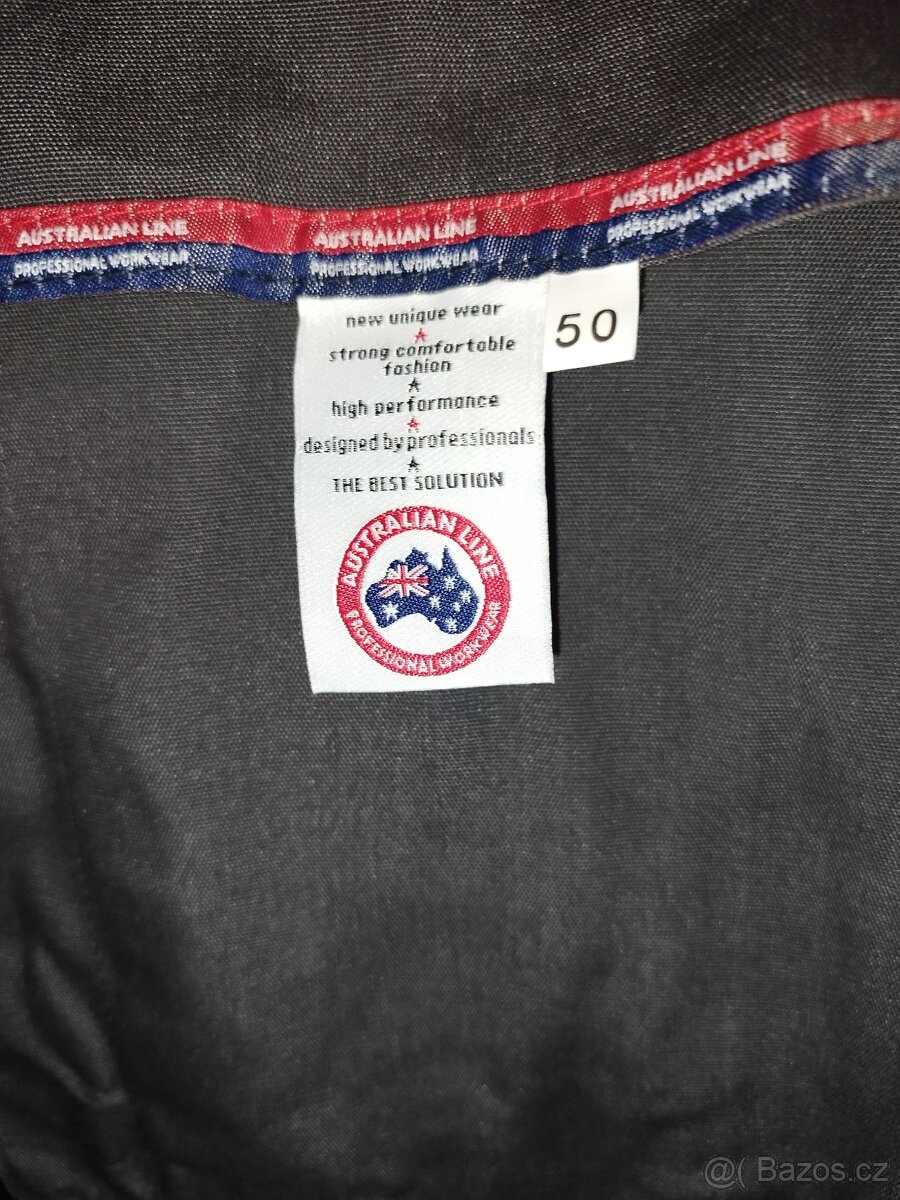 AUSTRALIAN LINE AUSTRALIAN LINE AUSTRALIAN LINE
PROFESSIONAL WORKWEAR PROFESSIONAL WORKWEAR PROFESSIONAL WORKWEAR
new unique wear
strong comfortable
fashion
high performance
designed by professionals
THE BEST SOLUTION
AUSTRALIAN LINE
PROFESSIONAL WORKWEAR
50
@( Bazos.cz